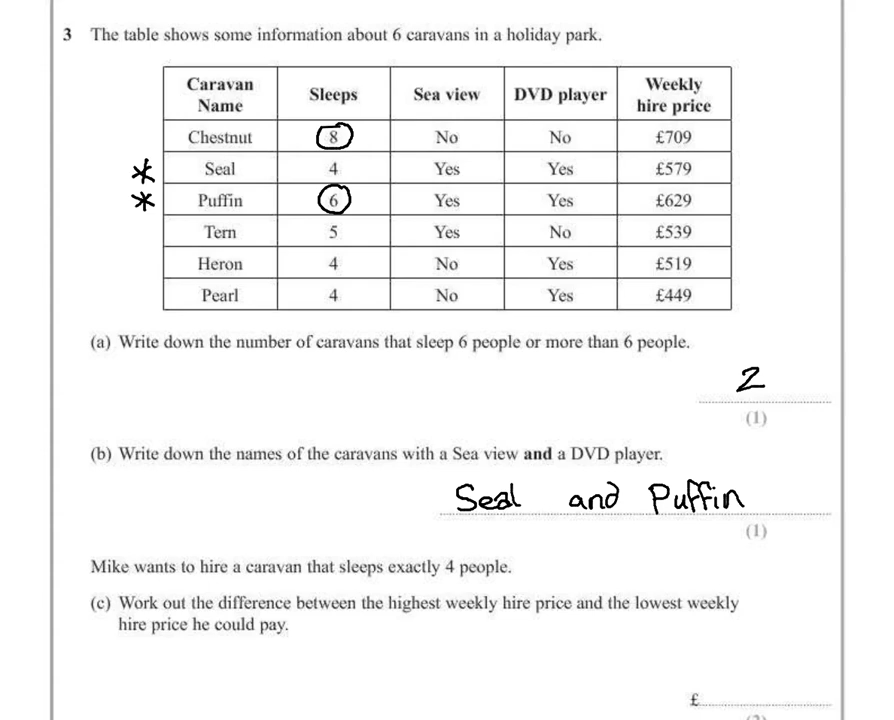 3 The table shows some information about 6 caravans in a holiday park.
Caravan Name Sleeps Sea view DVD player Weekly hire price
Chestnut 8 No No £709
* Seal 4 Yes Yes £579
* Puffin 6 Yes Yes £629
Tern 5 Yes No £539
Heron 4 No Yes £519
Pearl 4 No Yes £449
(a) Write down the number of caravans that sleep 6 people or more than 6 people.
2
(1)
(b) Write down the names of the caravans with a Sea view and a DVD player.
Seal and Puffin
(1)
Mike wants to hire a caravan that sleeps exactly 4 people.
(c) Work out the difference between the highest weekly hire price and the lowest weekly
hire price he could pay.
£